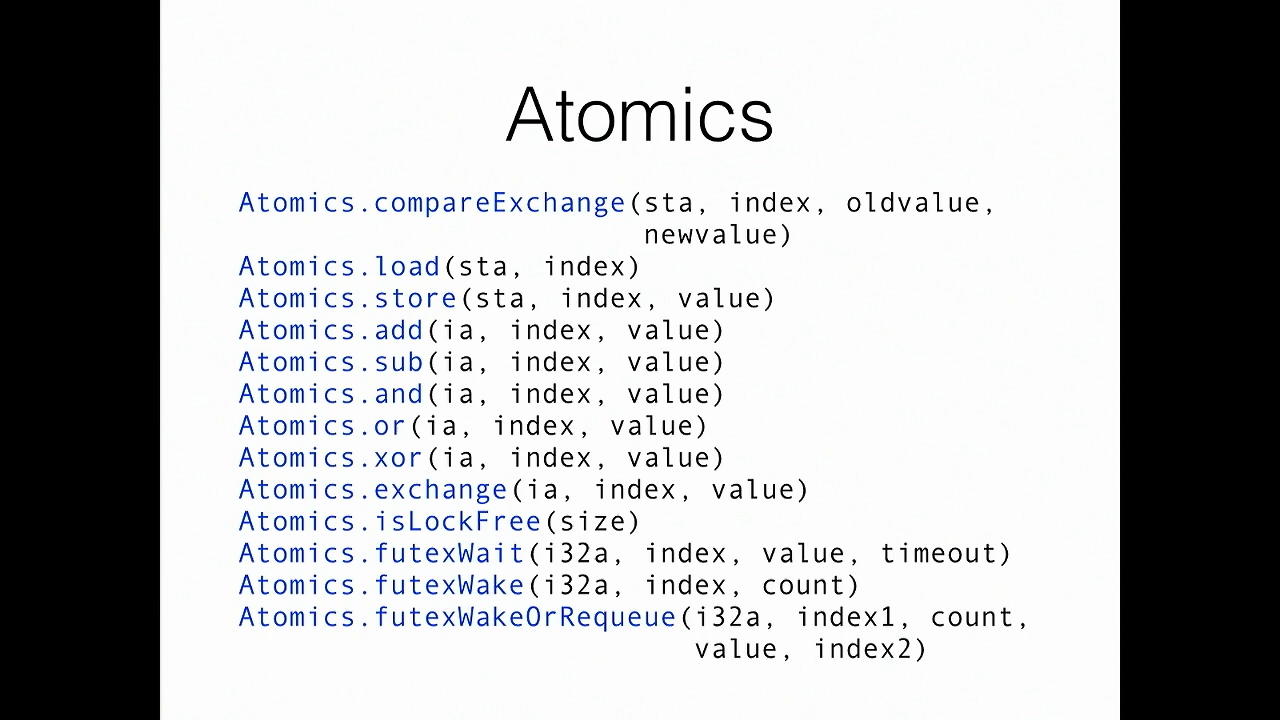 Atomics
Atomics.compareExchange(sta, index, oldvalue,
newvalue)
Atomics.load(sta, index)
Atomics.store(sta, index, value)
Atomics.add(ia, index, value)
Atomics.sub(ia, index, value)
Atomics.and(ia, index, value)
Atomics.or(ia, index, value)
Atomics.xor(ia, index, value)
Atomics.exchange(ia, index, value)
Atomics.isLockFree(size)
Atomics.futexWait(i32a, index, value, timeout)
Atomics.futexWake(i32a, index, count)
Atomics.futexWakeOrRequeue(i32a, index1, count,
value, index2)